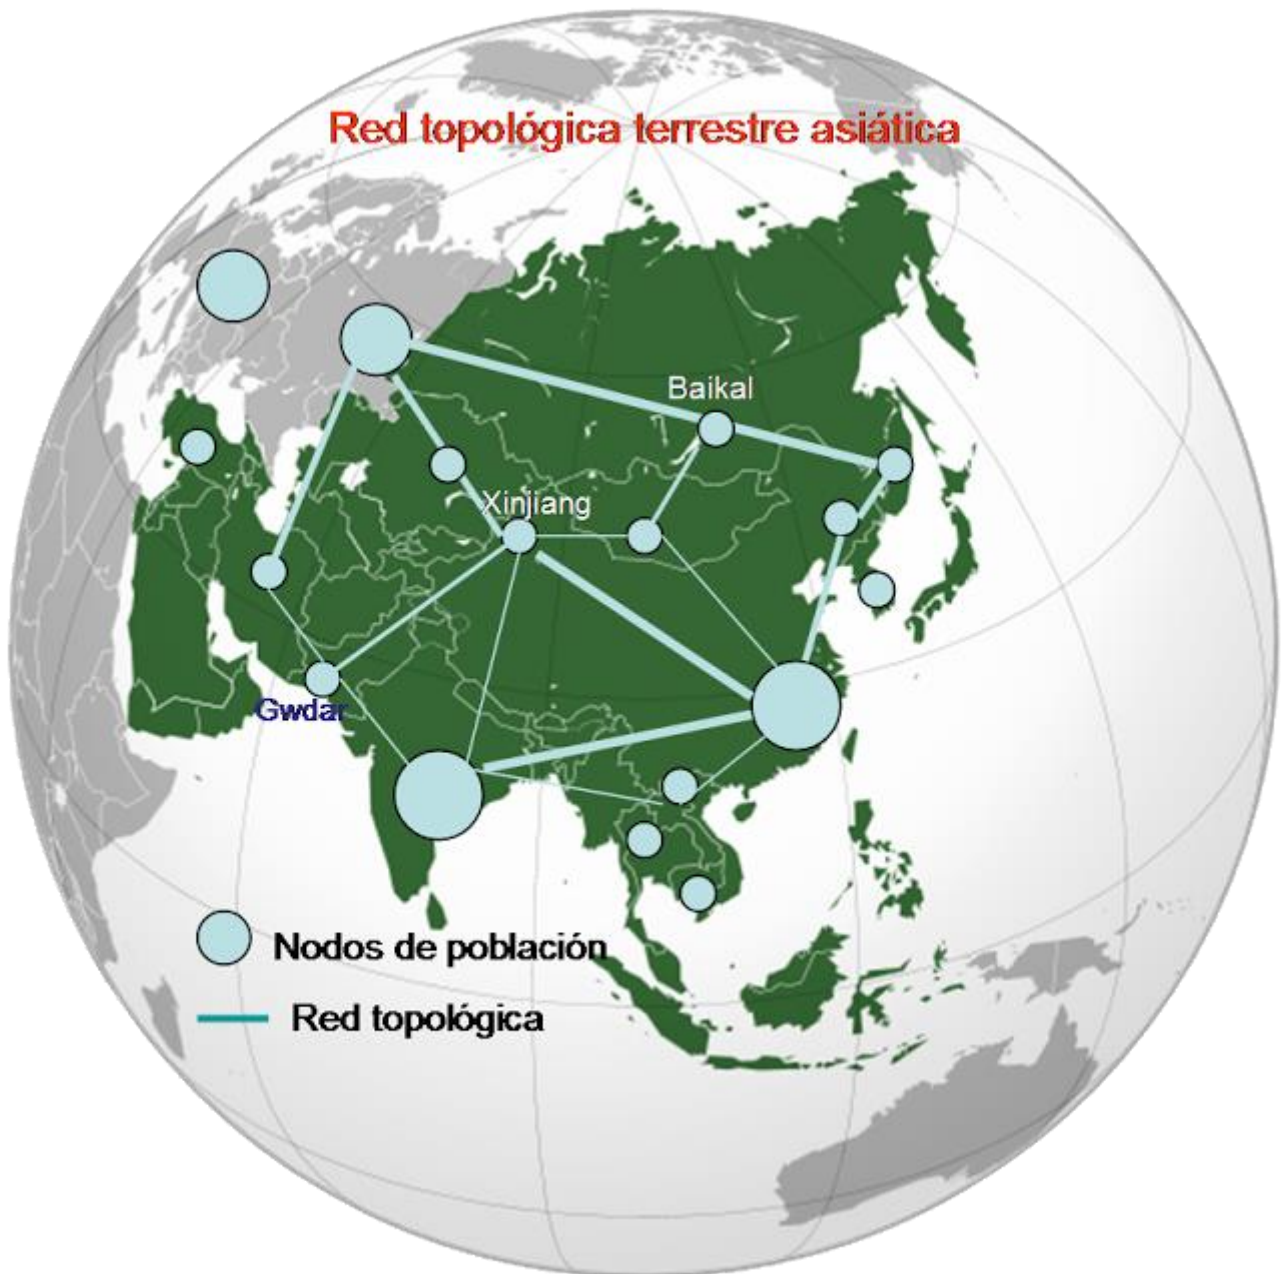 Red topológica terrestre asiática
Baikal
Xinjiang
Gwdar
Nodos de población
Red topológica